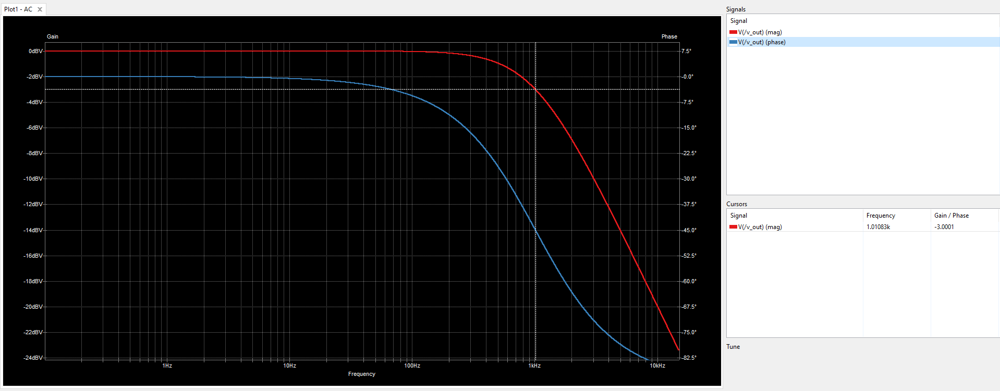 Plot1 - AC
Gain
Phase
0dBV
-2dBV
-4dBV
-6dBV
-8dBV
-10dBV
-12dBV
-14dBV
-16dBV
-18dBV
-20dBV
-22dBV
-24dBV
7.5°
-0.0°
-7.5°
-15.0°
-22.5°
-30.0°
-37.5°
-45.0°
-52.5°
-60.0°
-67.5°
-75.0°
-82.5°
1Hz 10Hz 100Hz 1kHz 10kHz
Frequency
Signals
Signal
V(/v_out) (mag)
V(/v_out) (phase)
Cursors
Signal Frequency Gain / Phase
V(/v_out) (mag) 1.01083k -3.0001
Tune